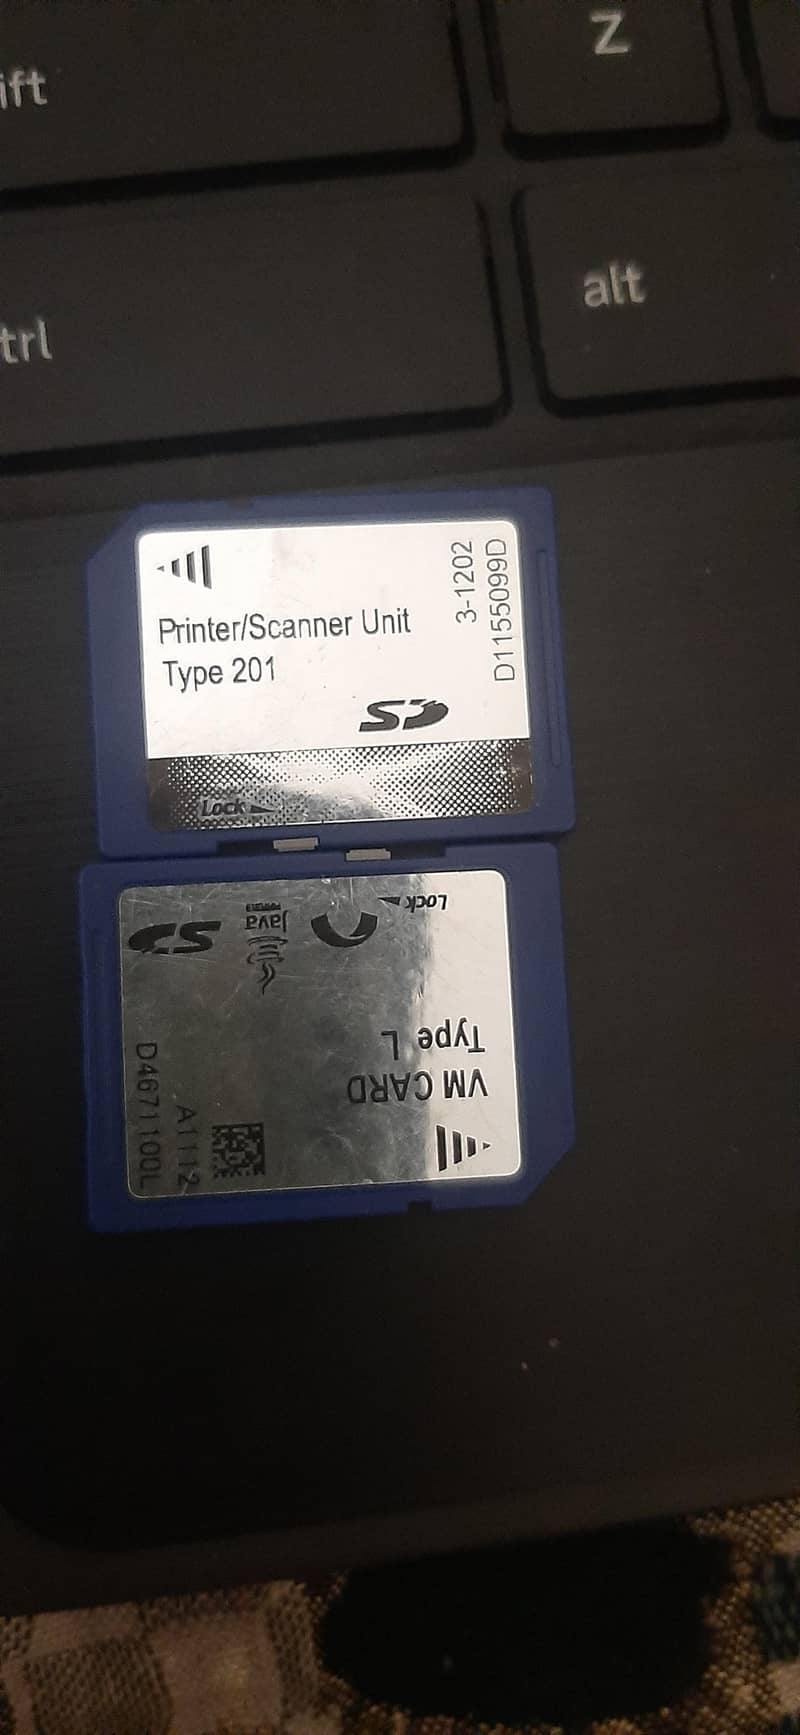 Z
ift
alt
trl
Printer/Scanner Unit
Type 201
3-1202
D1155099D
SD
Lock
Lock
Java
SD
VM CARD
Type L
A1112
D4671100L